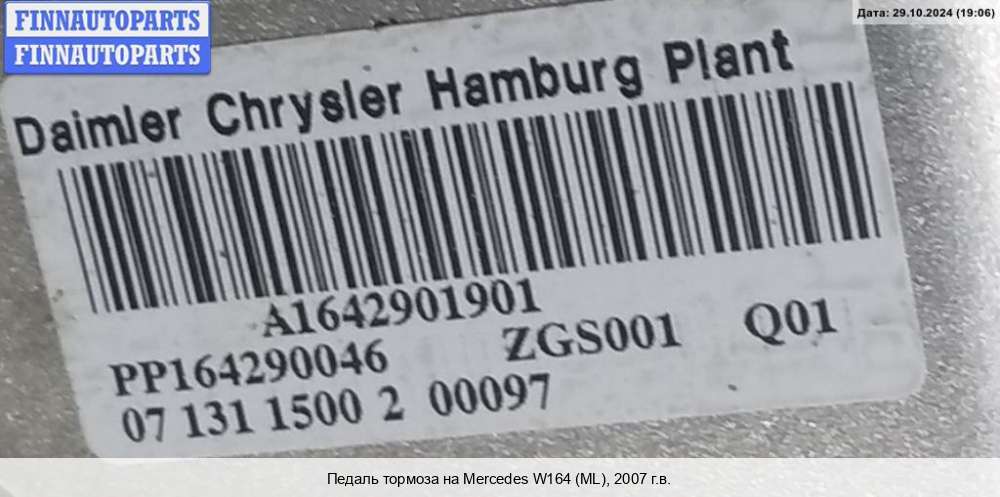 FINNAUTOPARTS
FINNAUTOPARTS
Дата: 29.10.2024 (19:06)
Daimler Chrysler Hamburg Plant
A1642901901
PP164290046 ZGS001 Q01
07 131 1500 2 00097
Педаль тормоза на Mercedes W164 (ML), 2007 г.в.